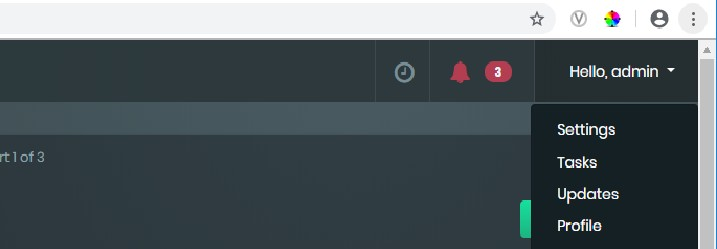 3
Hello, admin
rt 1 of 3
Settings
Tasks
Updates
Profile